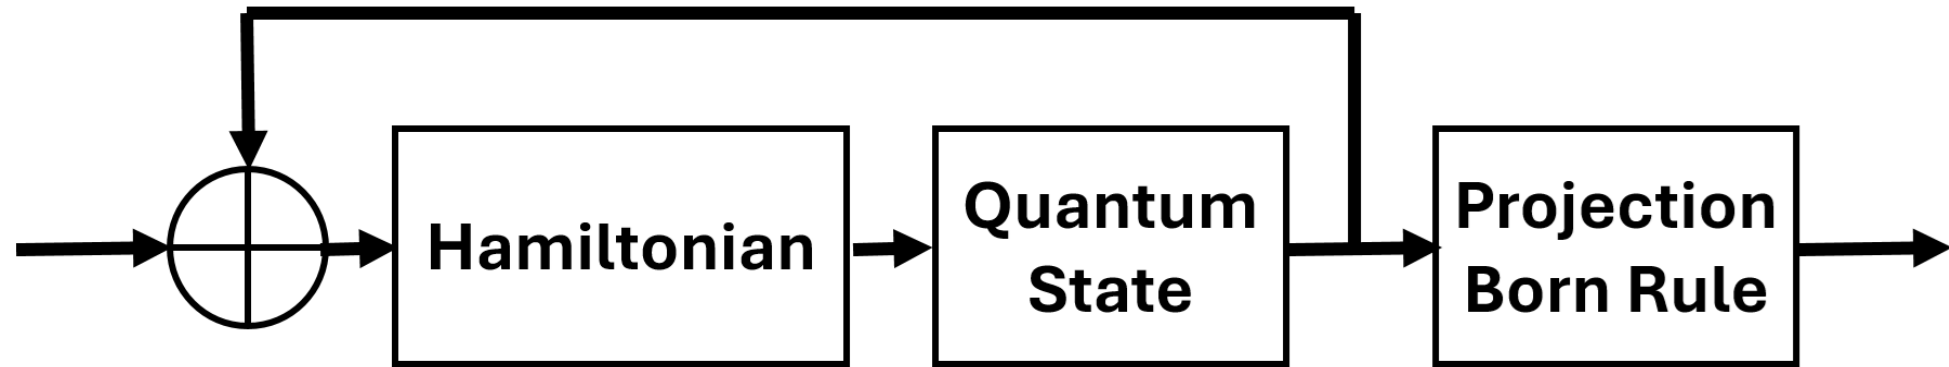 Hamiltonian
Quantum
State
Projection
Born Rule